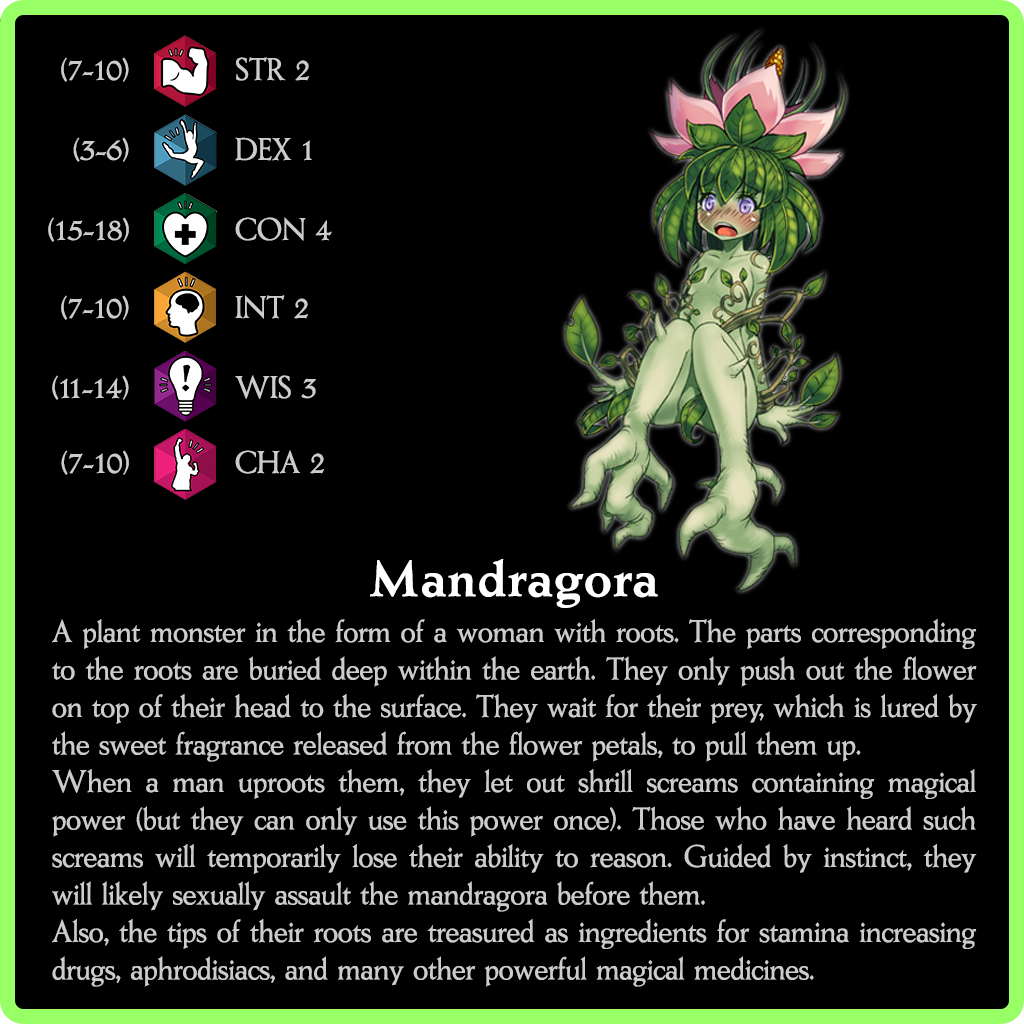 (7-10) STR 2
(3-6) DEX 1
(15-18) CON 4
(7-10) INT 2
(11-14) WIS 3
(7-10) CHA 2
Mandragora
A plant monster in the form of a woman with roots. The parts corresponding
to the roots are buried deep within the earth. They only push out the flower
on top of their head to the surface. They wait for their prey, which is lured by
the sweet fragrance released from the flower petals, to pull them up.
When a man uproots them, they let out shrill screams containing magical
power (but they can only use this power once). Those who have heard such
screams will temporarily lose their ability to reason. Guided by instinct, they
will likely sexually assault the mandragora before them.
Also, the tips of their roots are treasured as ingredients for stamina increasing
drugs, aphrodisiacs, and many other powerful magical medicines.